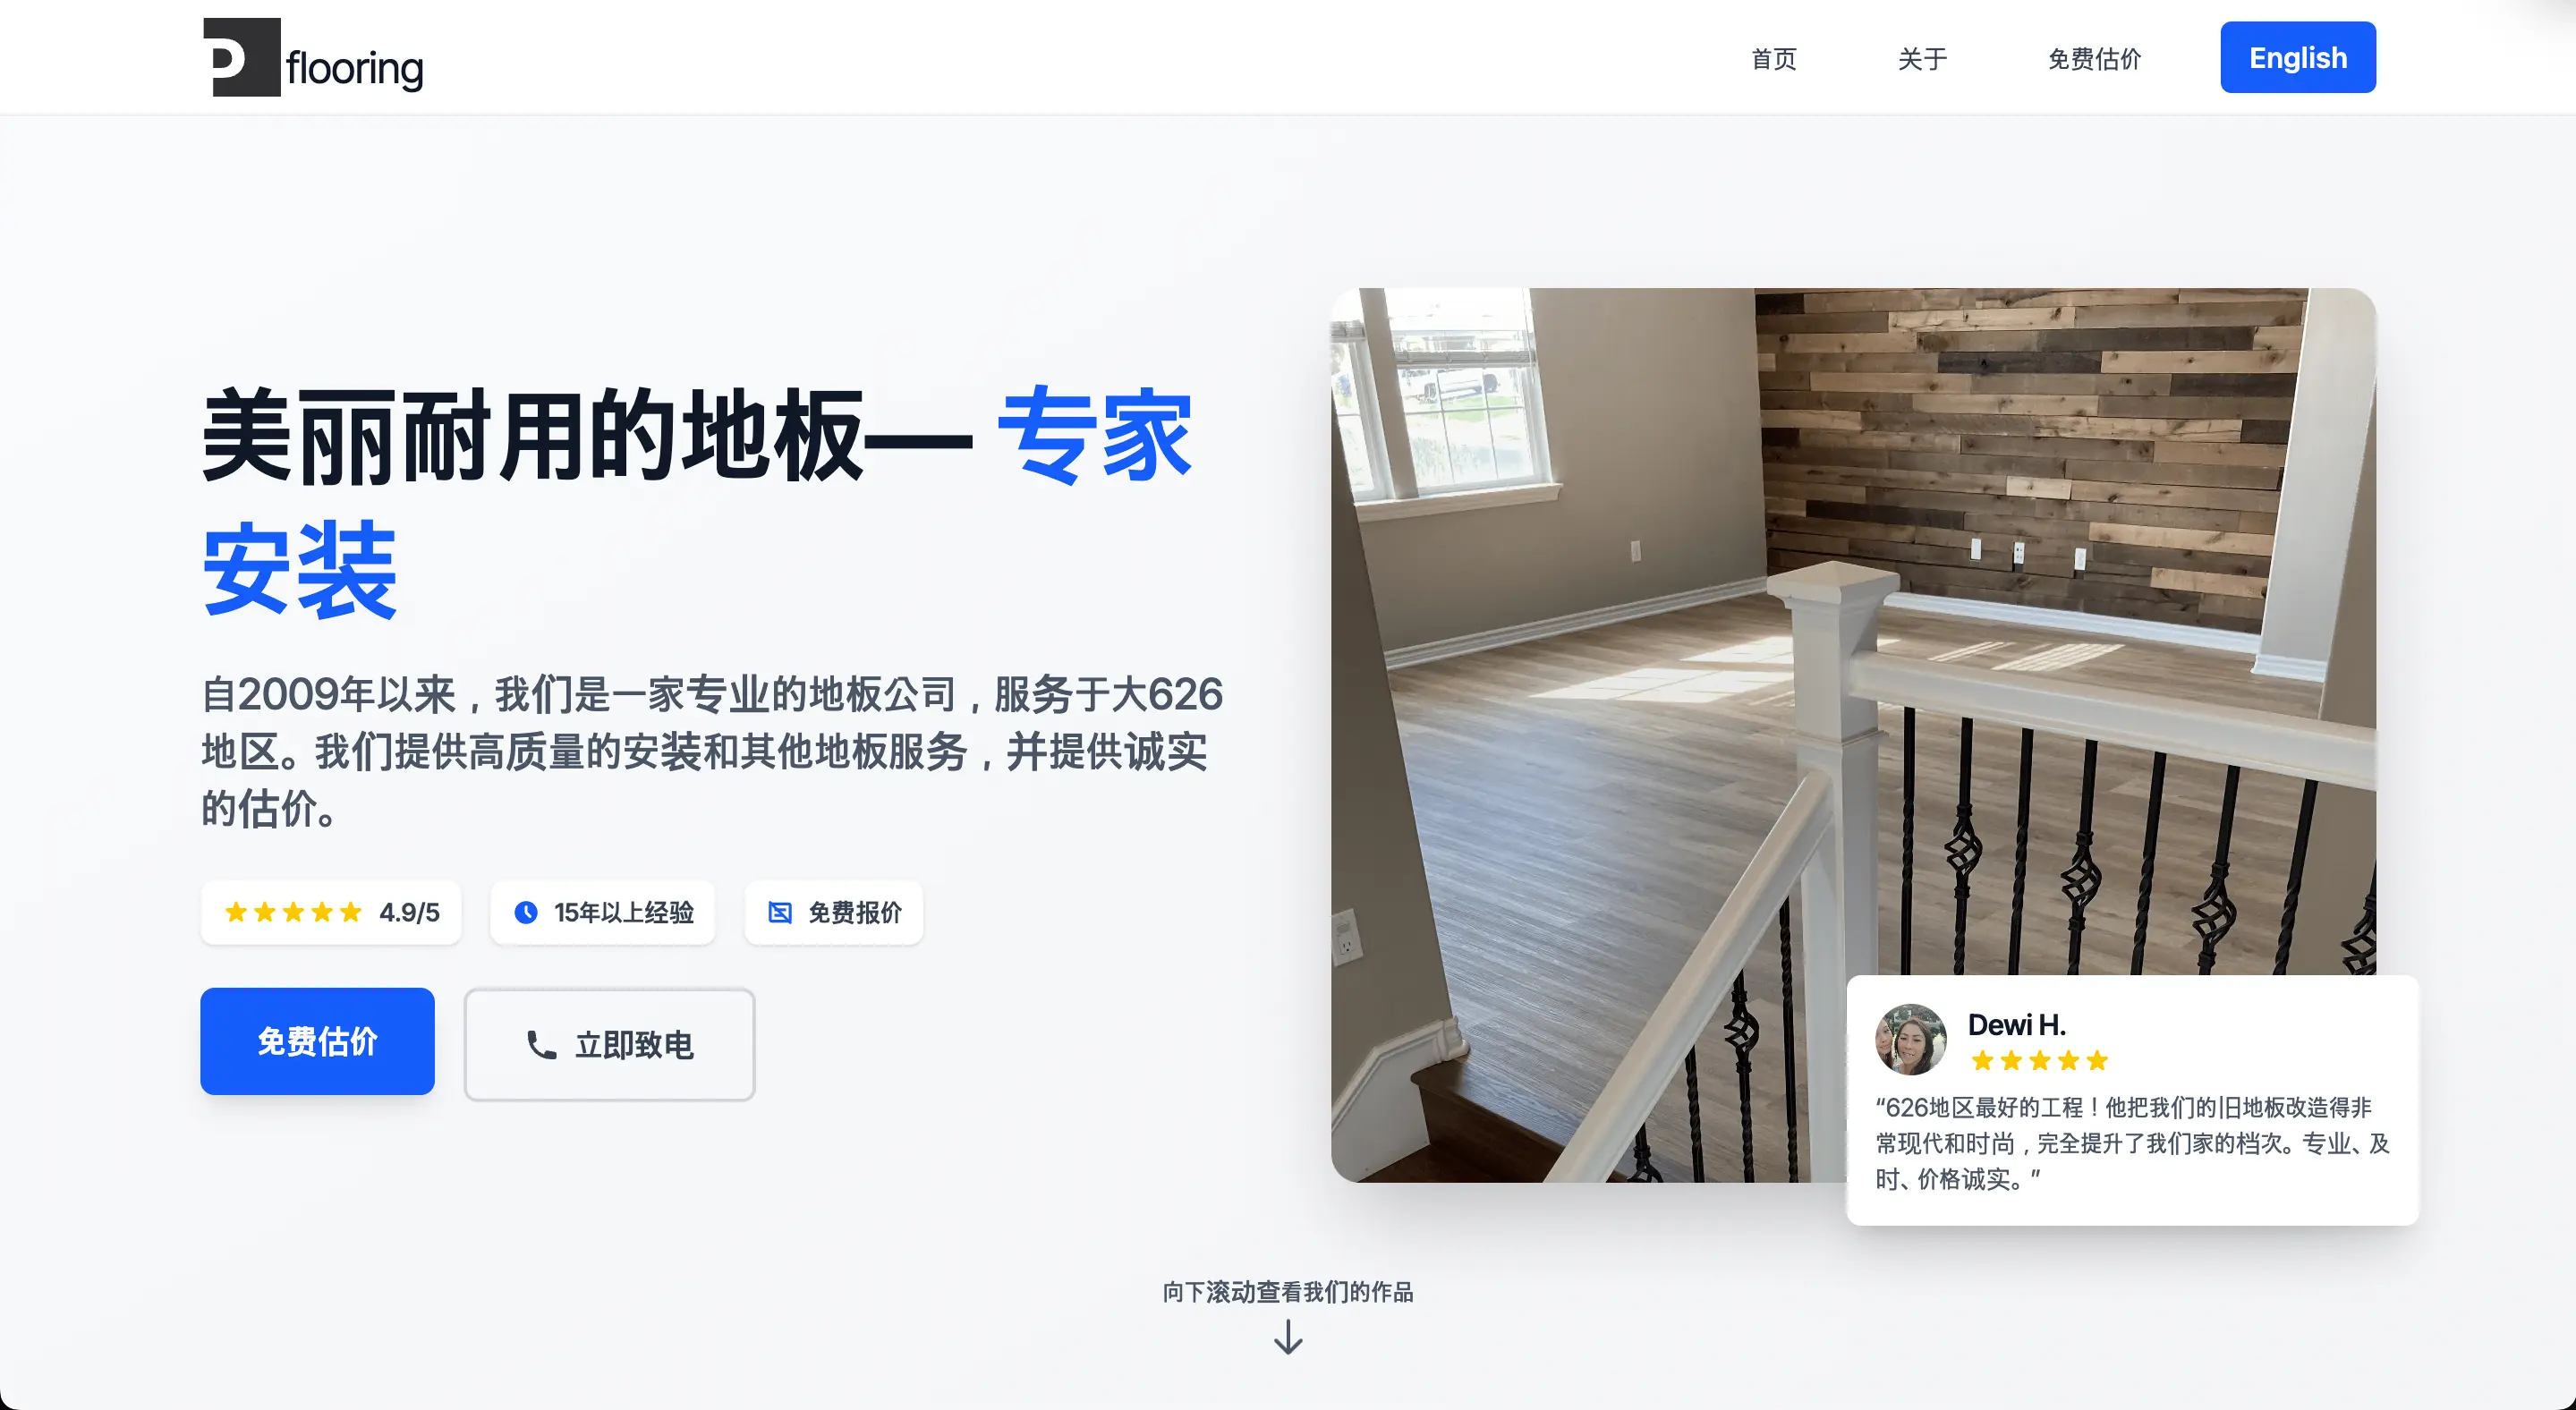 P flooring
首页
关于
免费估价
English
美丽耐用的地板— 专家
安装
自2009年以来，我们是一家专业的地板公司，服务于大626
地区。我们提供高质量的安装和其他地板服务，并提供诚实
的估价。
4.9/5
15年以上经验
免费报价
免费估价
立即致电
Dewi H.
“626地区最好的工程！他把我们的旧地板改造得非
常现代和时尚，完全提升了我们家的档次。专业、及
时、价格诚实。”
向下滚动查看我们的作品